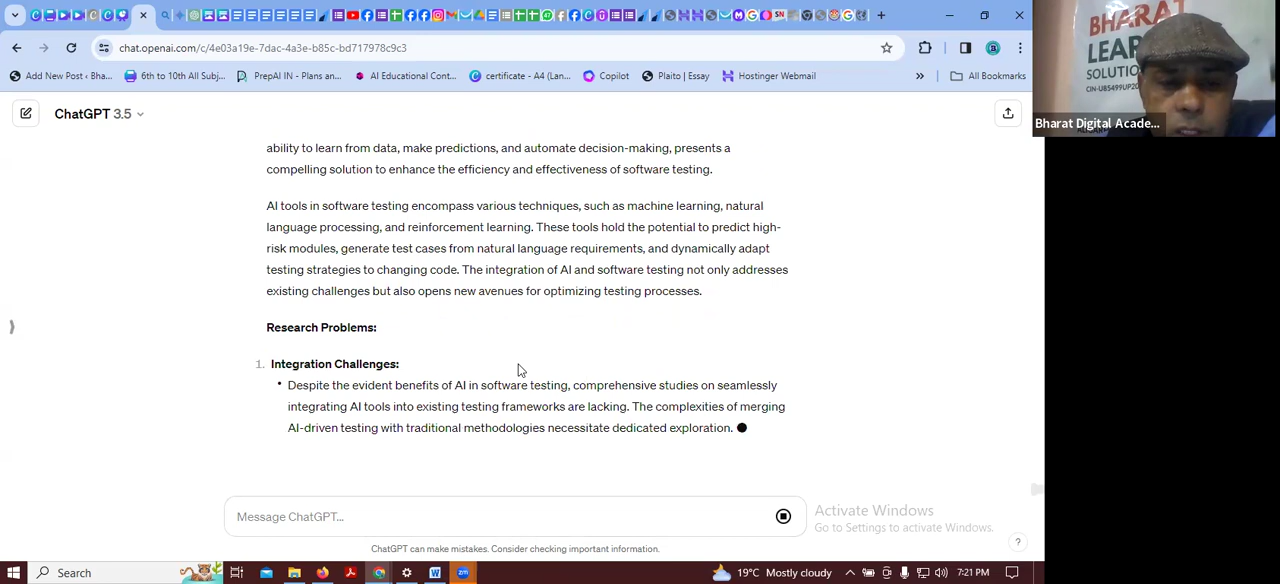 BHARAT
LEAR
SOLUTIO
CIN-U85499UP20
chat.openai.com/c/4e03a19e-7dac-4a3e-b85c-bd717978c9c3
Add New Post ‹ Bha...
6th to 10th All Subj...
PrepAI IN - Plans an...
AI Educational Cont...
certificate - A4 (Lan...
Copilot
Plaito | Essay
Hostinger Webmail
»
All Bookmarks
ChatGPT 3.5
Bharat Digital Acade...
ability to learn from data, make predictions, and automate decision-making, presents a
compelling solution to enhance the efficiency and effectiveness of software testing.
AI tools in software testing encompass various techniques, such as machine learning, natural
language processing, and reinforcement learning. These tools hold the potential to predict high-
risk modules, generate test cases from natural language requirements, and dynamically adapt
testing strategies to changing code. The integration of AI and software testing not only addresses
existing challenges but also opens new avenues for optimizing testing processes.
Research Problems:
1. Integration Challenges:
• Despite the evident benefits of AI in software testing, comprehensive studies on seamlessly
integrating AI tools into existing testing frameworks are lacking. The complexities of merging
AI-driven testing with traditional methodologies necessitate dedicated exploration.
Message ChatGPT...
Activate Windows
Go to Settings to activate Windows.
ChatGPT can make mistakes. Consider checking important information.
?
Search
19°C Mostly cloudy
7:21 PM